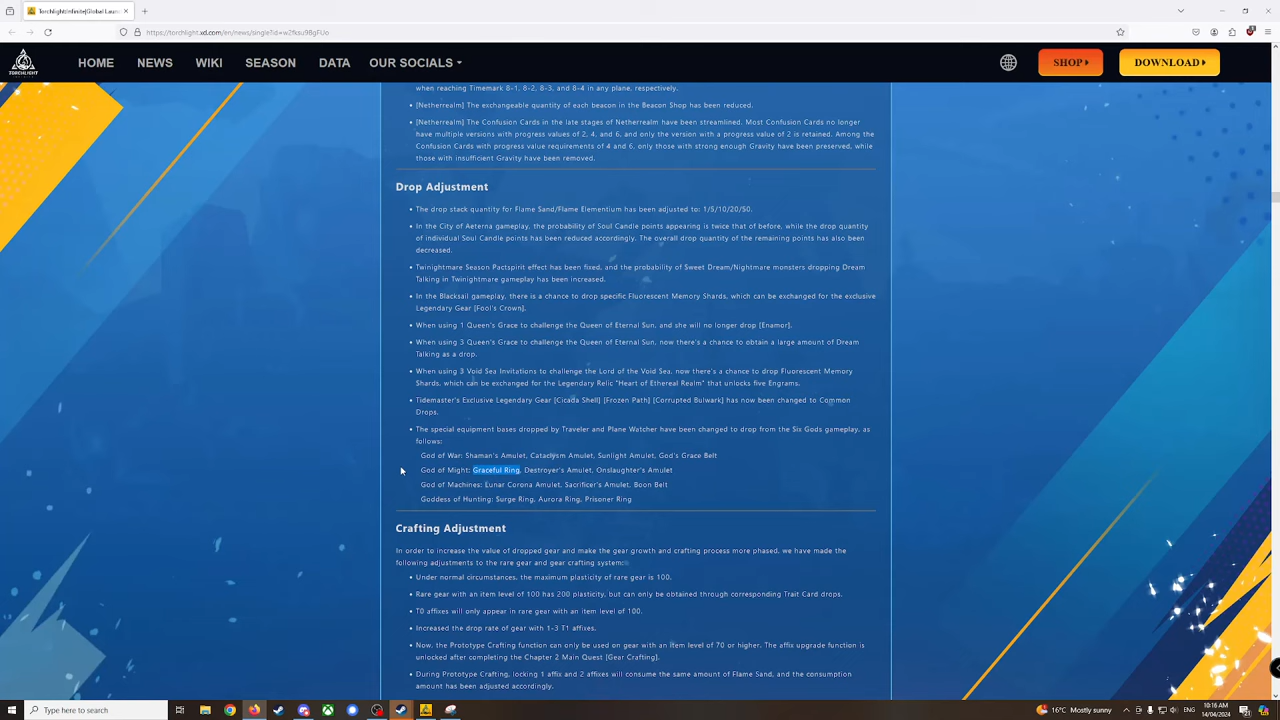 Torchlight:Infinite|Global Launc
https://torchlight.xd.com/en/news/single?id=w2fksu98gFUo
TORCHLIGHT
HOME NEWS WIKI SEASON DATA OUR SOCIALS SHOP DOWNLOAD
when reaching Timemark 8-1, 8-2, 8-3, and 8-4 in any plane, respectively.
• [Netherrealm] The exchangeable quantity of each beacon in the Beacon Shop has been reduced.
• [Netherrealm] The Confusion Cards in the late stages of Netherrealm have been streamlined. Most Confusion Cards no longer
have multiple versions with progress values of 2, 4, and 6, and only the version with a progress value of 2 is retained. Among the
Confusion Cards with progress value requirements of 4 and 6, only those with strong enough Gravity have been preserved, while
those with insufficient Gravity have been removed.
Drop Adjustment
• The drop stack quantity for Flame Sand/Flame Elementium has been adjusted to: 1/5/10/20/50.
• In the City of Aeterna gameplay, the probability of Soul Candle points appearing is twice that of before, while the drop quantity
of individual Soul Candle points has been reduced accordingly. The overall drop quantity of the remaining points has also been
decreased.
• Twinightmare Season Pactspirit effect has been fixed, and the probability of Sweet Dream/Nightmare monsters dropping Dream
Talking in Twinightmare gameplay has been increased.
• In the Blacksail gameplay, there is a chance to drop specific Fluorescent Memory Shards, which can be exchanged for the exclusive
Legendary Gear [Fool's Crown].
• When using 1 Queen's Grace to challenge the Queen of Eternal Sun, and she will no longer drop [Enamor].
• When using 3 Queen's Grace to challenge the Queen of Eternal Sun, now there's a chance to obtain a large amount of Dream
Talking as a drop.
• When using 3 Void Sea Invitations to challenge the Lord of the Void Sea, now there's a chance to drop Fluorescent Memory
Shards, which can be exchanged for the Legendary Relic "Heart of Ethereal Realm" that unlocks five Engrams.
• Tidemaster's Exclusive Legendary Gear [Cicada Shell] [Frozen Path] [Corrupted Bulwark] has now been changed to Common
Drops.
• The special equipment bases dropped by Traveler and Plane Watcher have been changed to drop from the Six Gods gameplay, as
follows:
God of War: Shaman's Amulet, Cataclysm Amulet, Sunlight Amulet, God's Grace Belt
God of Might: Graceful Ring, Destroyer's Amulet, Onslaughter's Amulet
God of Machines: Lunar Corona Amulet, Sacrificer's Amulet, Boon Belt
Goddess of Hunting: Surge Ring, Aurora Ring, Prisoner Ring
Crafting Adjustment
In order to increase the value of dropped gear and make the gear growth and crafting process more phased, we have made the
following adjustments to the rare gear and gear crafting system:
• Under normal circumstances, the maximum plasticity of rare gear is 100.
• Rare gear with an item level of 100 has 200 plasticity, but can only be obtained through corresponding Trait Card drops.
• T0 affixes will only appear in rare gear with an item level of 100.
• Increased the drop rate of gear with 1-3 T1 affixes.
• Now, the Prototype Crafting function can only be used on gear with an item level of 70 or higher. The affix upgrade function is
unlocked after completing the Chapter 2 Main Quest [Gear Crafting].
• During Prototype Crafting, locking 1 affix and 2 affixes will consume the same amount of Flame Sand, and the consumption
amount has been adjusted accordingly.
Type here to search
16°C Mostly sunny
10:16 AM
14/04/2024